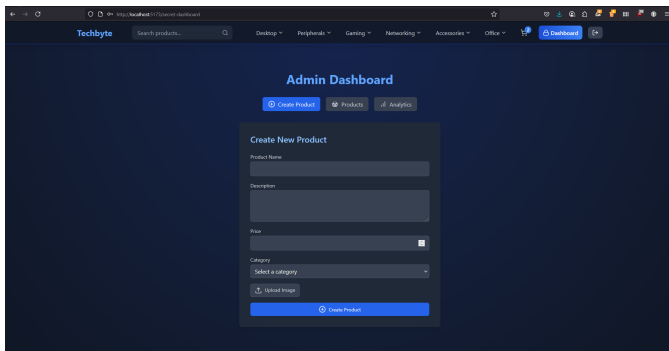 http://localhost:5173/secret-dashboard
Techbyte
Search products...
Desktop
Peripherals
Gaming
Networking
Accessories
Office
Dashboard
Admin Dashboard
Create Product
Products
Analytics
Create New Product
Product Name
Description
Price
Category
Select a category
Upload Image
Create Product